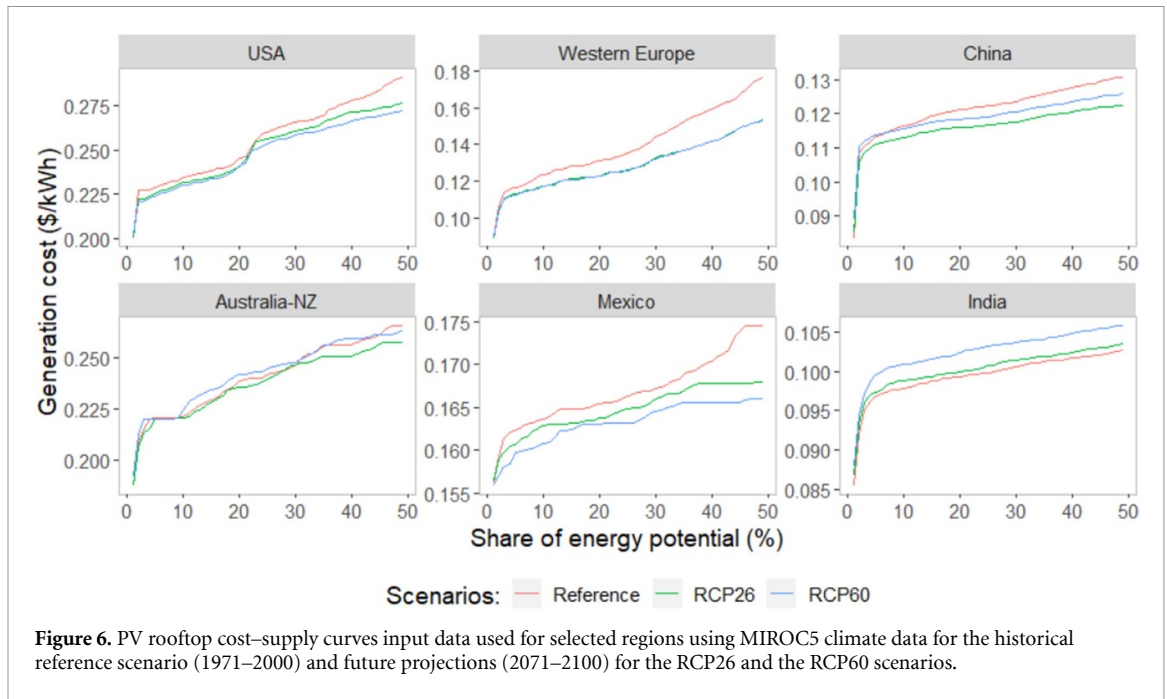 USA
Western Europe
China
0.275
0.250
0.225
0.200
0.18
0.16
0.14
0.12
0.10
0.13
0.12
0.11
0.10
0.09
0 10 20 30 40 50
0 10 20 30 40 50
0 10 20 30 40 50
Generation cost ($/kWh)
Australia-NZ
Mexico
India
0.250
0.225
0.200
0.175
0.170
0.165
0.160
0.155
0.105
0.100
0.095
0.090
0.085
0 10 20 30 40 50
0 10 20 30 40 50
0 10 20 30 40 50
Share of energy potential (%)
Scenarios: Reference RCP26 RCP60
Figure 6. PV rooftop cost–supply curves input data used for selected regions using MIROC5 climate data for the historical
reference scenario (1971–2000) and future projections (2071–2100) for the RCP26 and the RCP60 scenarios.